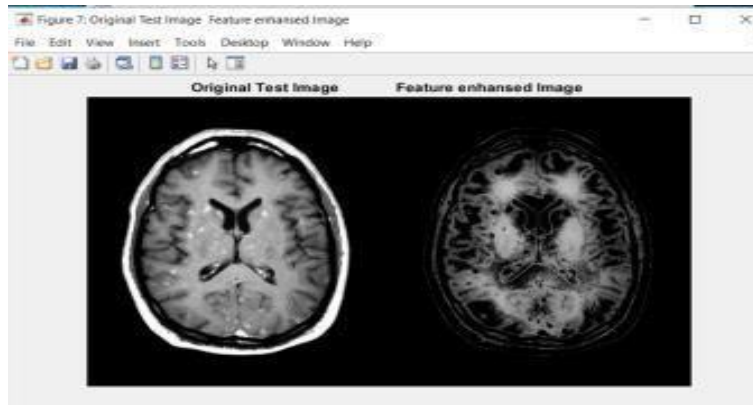 Figure 7: Original Test Image Feature enhansed Image
File Edit View Insert Tools Desktop Window Help
Original Test Image Feature enhansed Image